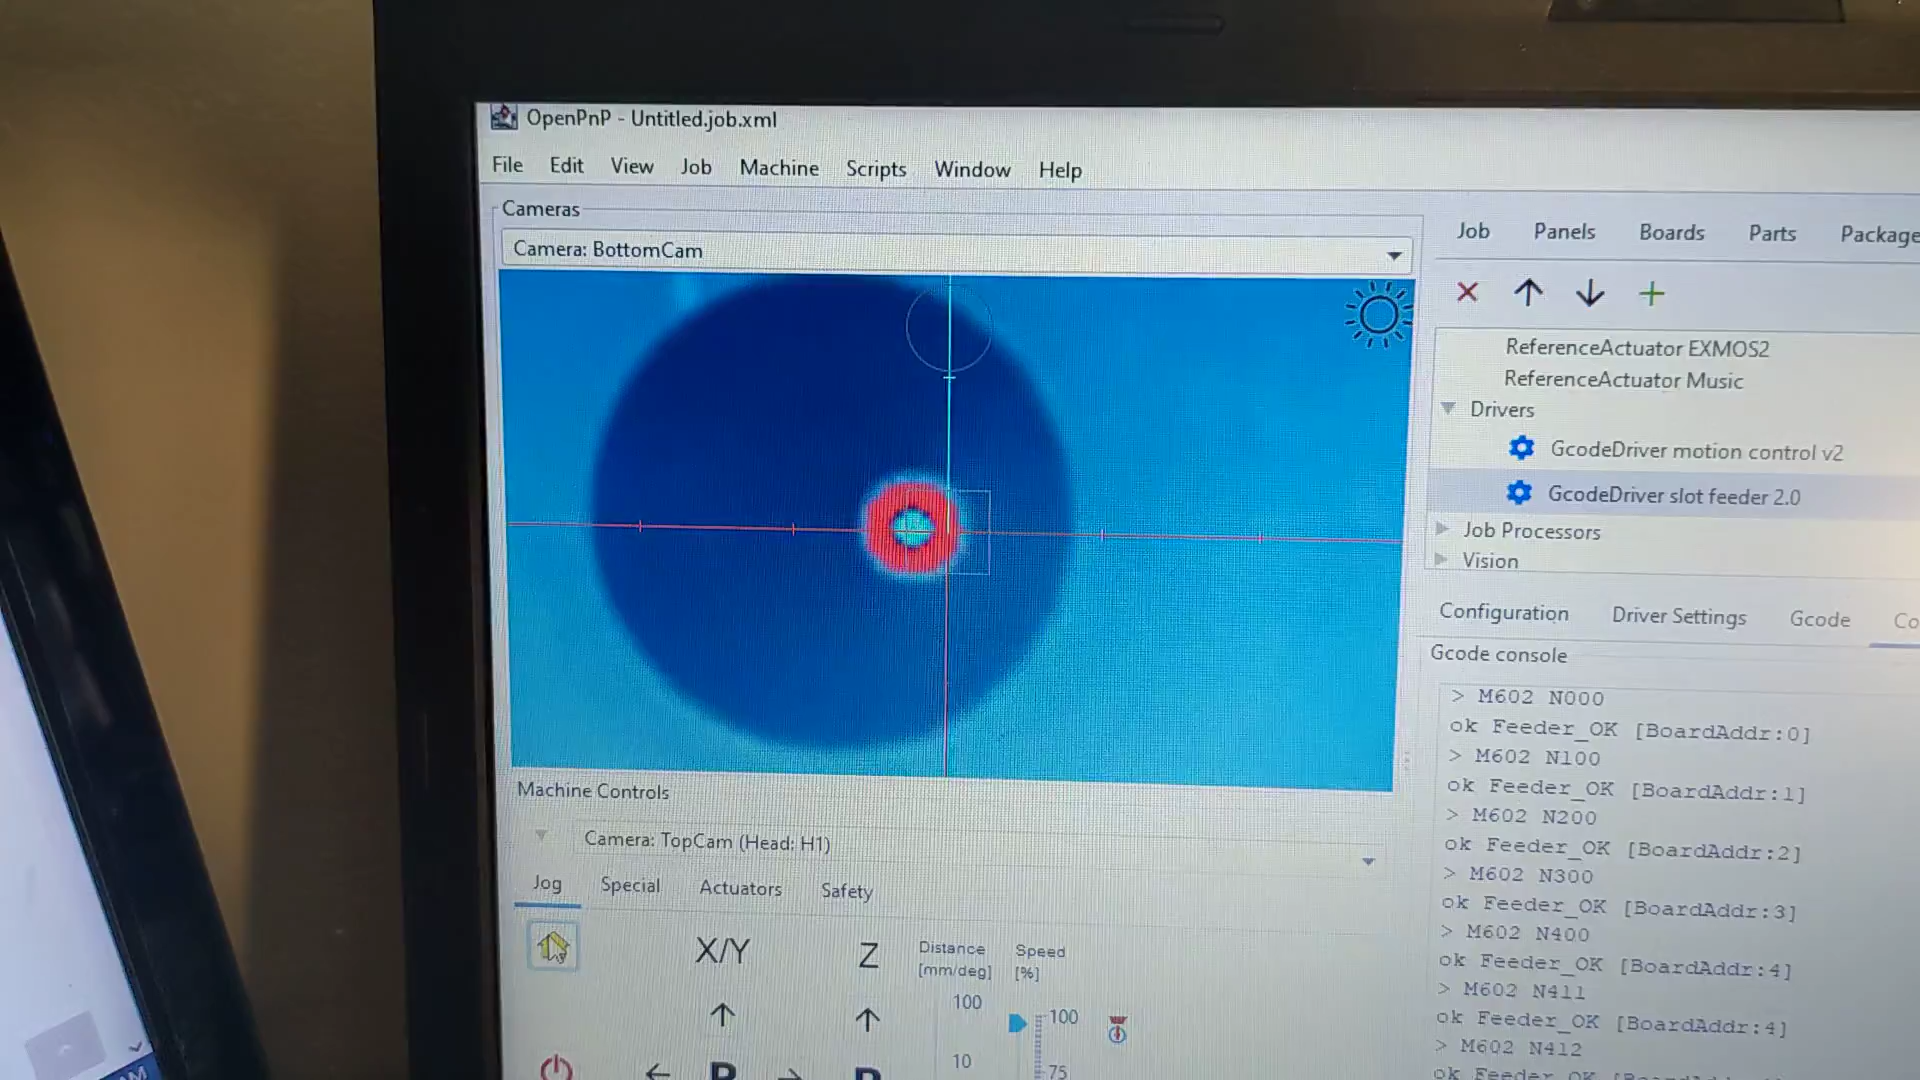 OpenPnP - Untitled.job.xml
File Edit View Job Machine Scripts Window Help
Cameras
Camera: BottomCam
Job Panels Boards Parts Package
ReferenceActuator EXMOS2
ReferenceActuator Music
Drivers
GcodeDriver motion control v2
GcodeDriver slot feeder 2.0
Job Processors
Vision
Configuration Driver Settings Gcode Co
Gcode console
> M602 N000
ok Feeder_OK [BoardAddr:0]
> M602 N100
ok Feeder_OK [BoardAddr:1]
> M602 N200
ok Feeder_OK [BoardAddr:2]
> M602 N300
ok Feeder_OK [BoardAddr:3]
> M602 N400
ok Feeder_OK [BoardAddr:4]
> M602 N411
ok Feeder_OK [BoardAddr:4]
> M602 N412
Machine Controls
Camera: TopCam (Head: H1)
Jog Special Actuators Safety
X/Y Z
Distance Speed
[mm/deg] [%]
100 100
10 75
AM